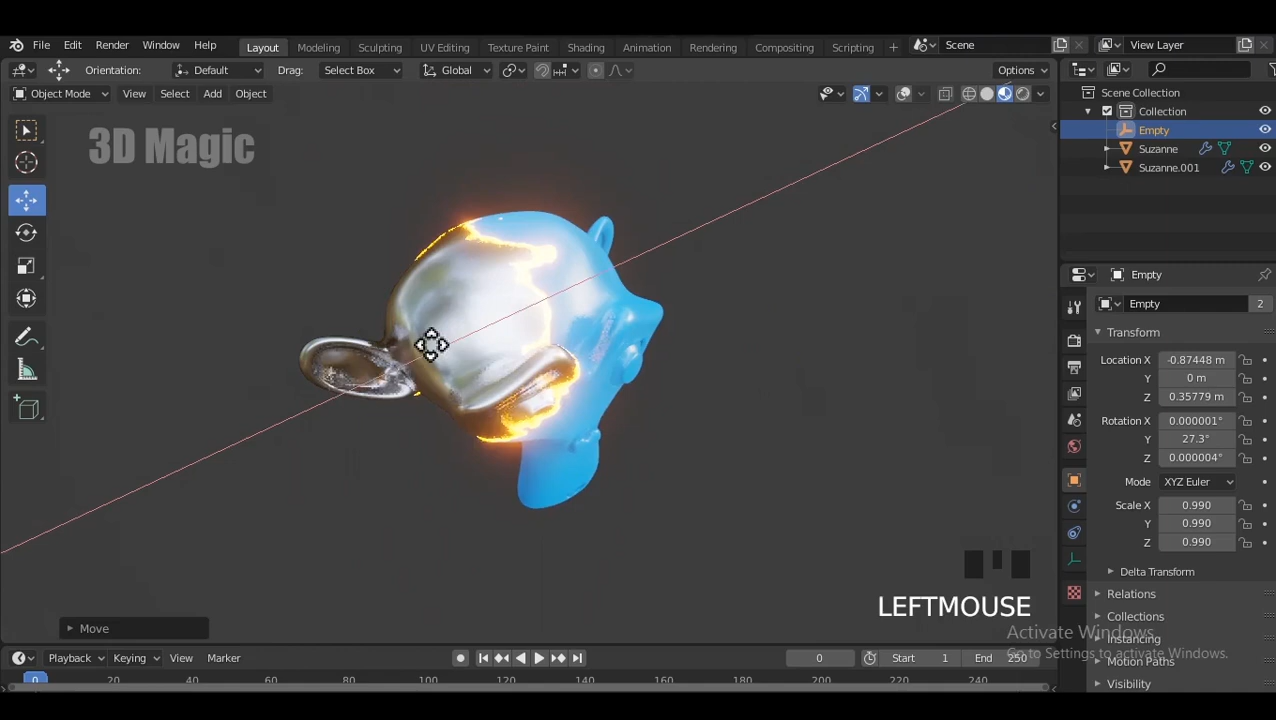 File Edit Render Window Help Layout Modeling Sculpting UV Editing Texture Paint Shading Animation Rendering Compositing Scripting + Scene View Layer
Orientation: Default Drag: Select Box Global Options
Object Mode View Select Add Object
Scene Collection
Collection
Empty
Suzanne
Suzanne.001
3D Magic
Empty
Empty 2
Transform
Location X -0.87448 m
Y 0 m
Z 0.35779 m
Rotation X 0.000001°
Y 27.3°
Z 0.000004°
Mode XYZ Euler
Scale X 0.990
Y 0.990
Z 0.990
Delta Transform
Relations
Collections
Instancing
Motion Paths
Visibility
LEFTMOUSE
Activate Windows
Go to Settings to activate Windows.
Move
Playback Keying View Marker 0 Start 1 End 250
0 20 40 60 80 100 120 140 160 180 200 220 240